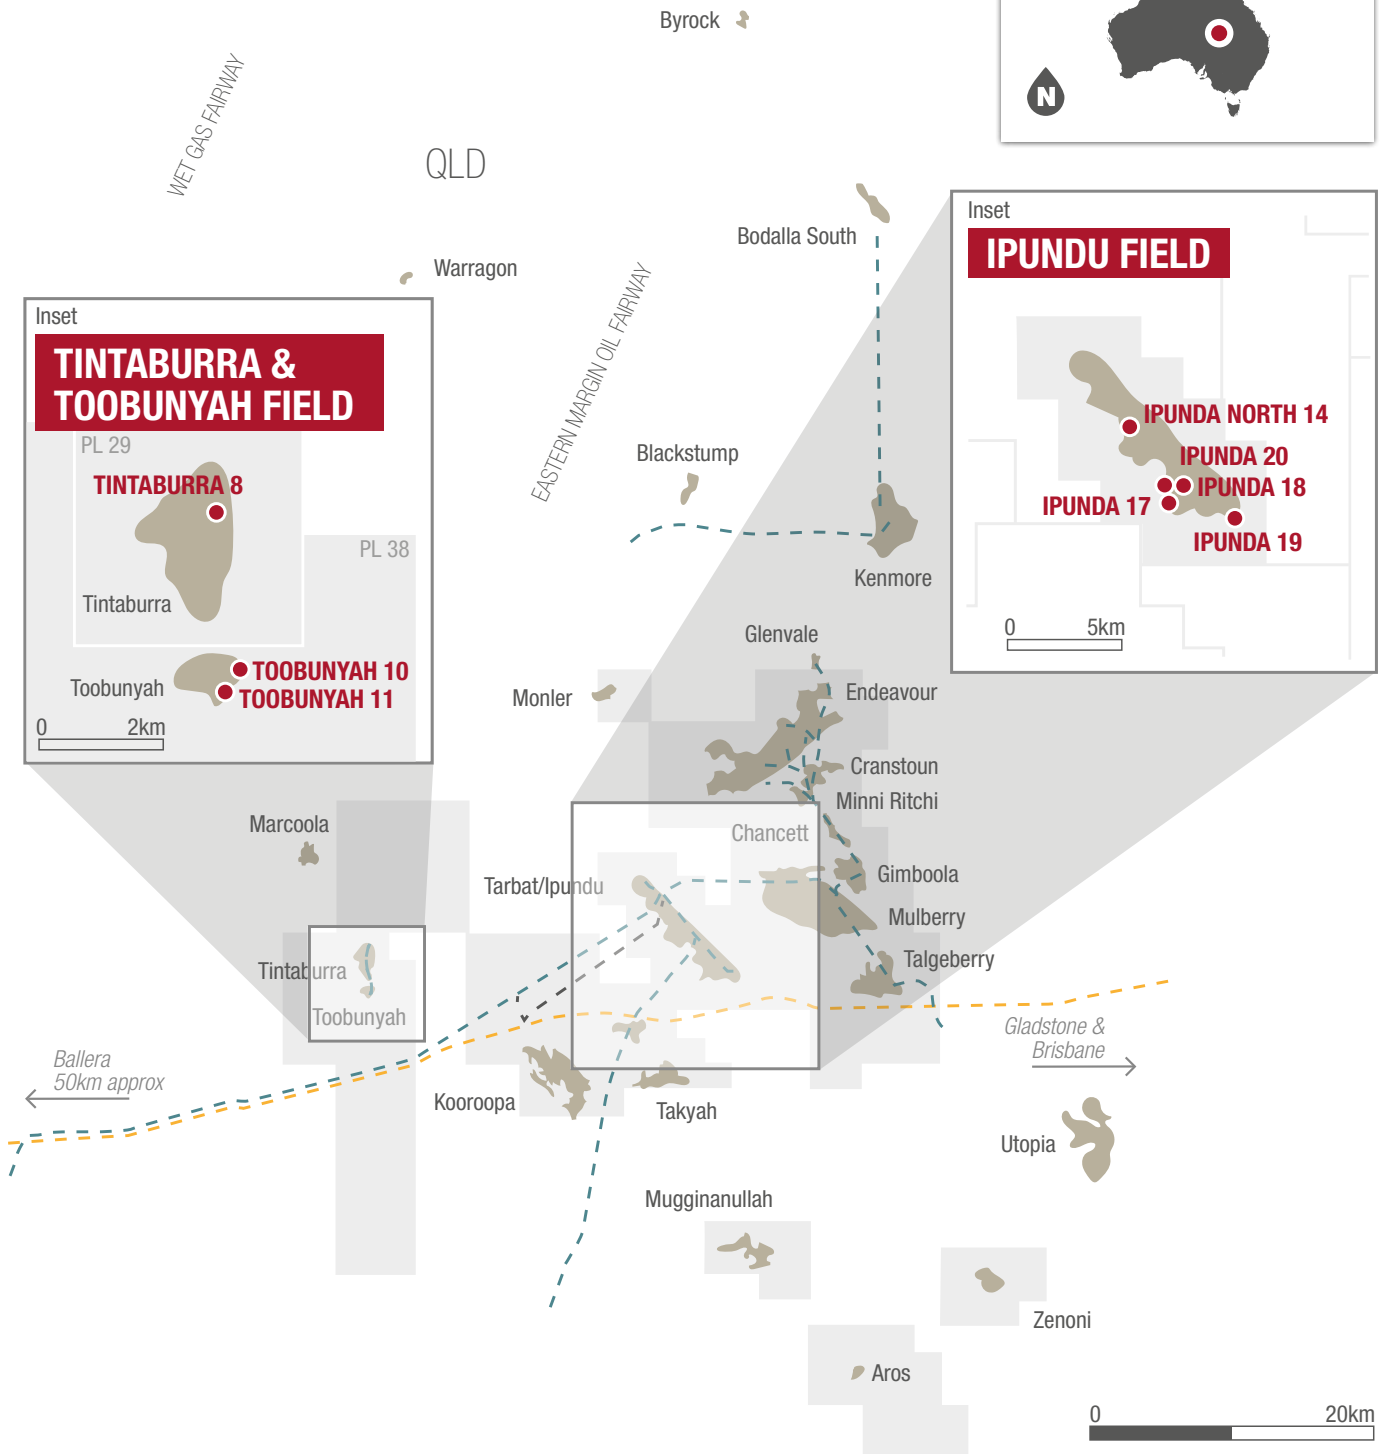 Byrock
N
WET GAS FAIRWAY
QLD
Bodalla South
Warragon
EASTERN MARGIN OIL FAIRWAY
Inset
IPUNDU FIELD
IPUNDA NORTH 14
IPUNDA 20
IPUNDA 18
IPUNDA 17
IPUNDA 19
0 5km
Inset
TINTABURRA &
TOOBUNYAH FIELD
PL 29
TINTABURRA 8
PL 38
Tintaburra
TOOBUNYAH 10
Toobunyah
TOOBUNYAH 11
0 2km
Blackstump
Kenmore
Glenvale
Monler
Endeavour
Cranstoun
Minni Ritchi
Marcoola
Chancett
Gimboola
Tarbat/Ipundu
Mulberry
Talgeberry
Tintaburra
Toobunyah
Gladstone &
Brisbane
Ballera
50km approx
Kooroopa
Takyah
Utopia
Mugginanullah
Zenoni
Aros
0 20km